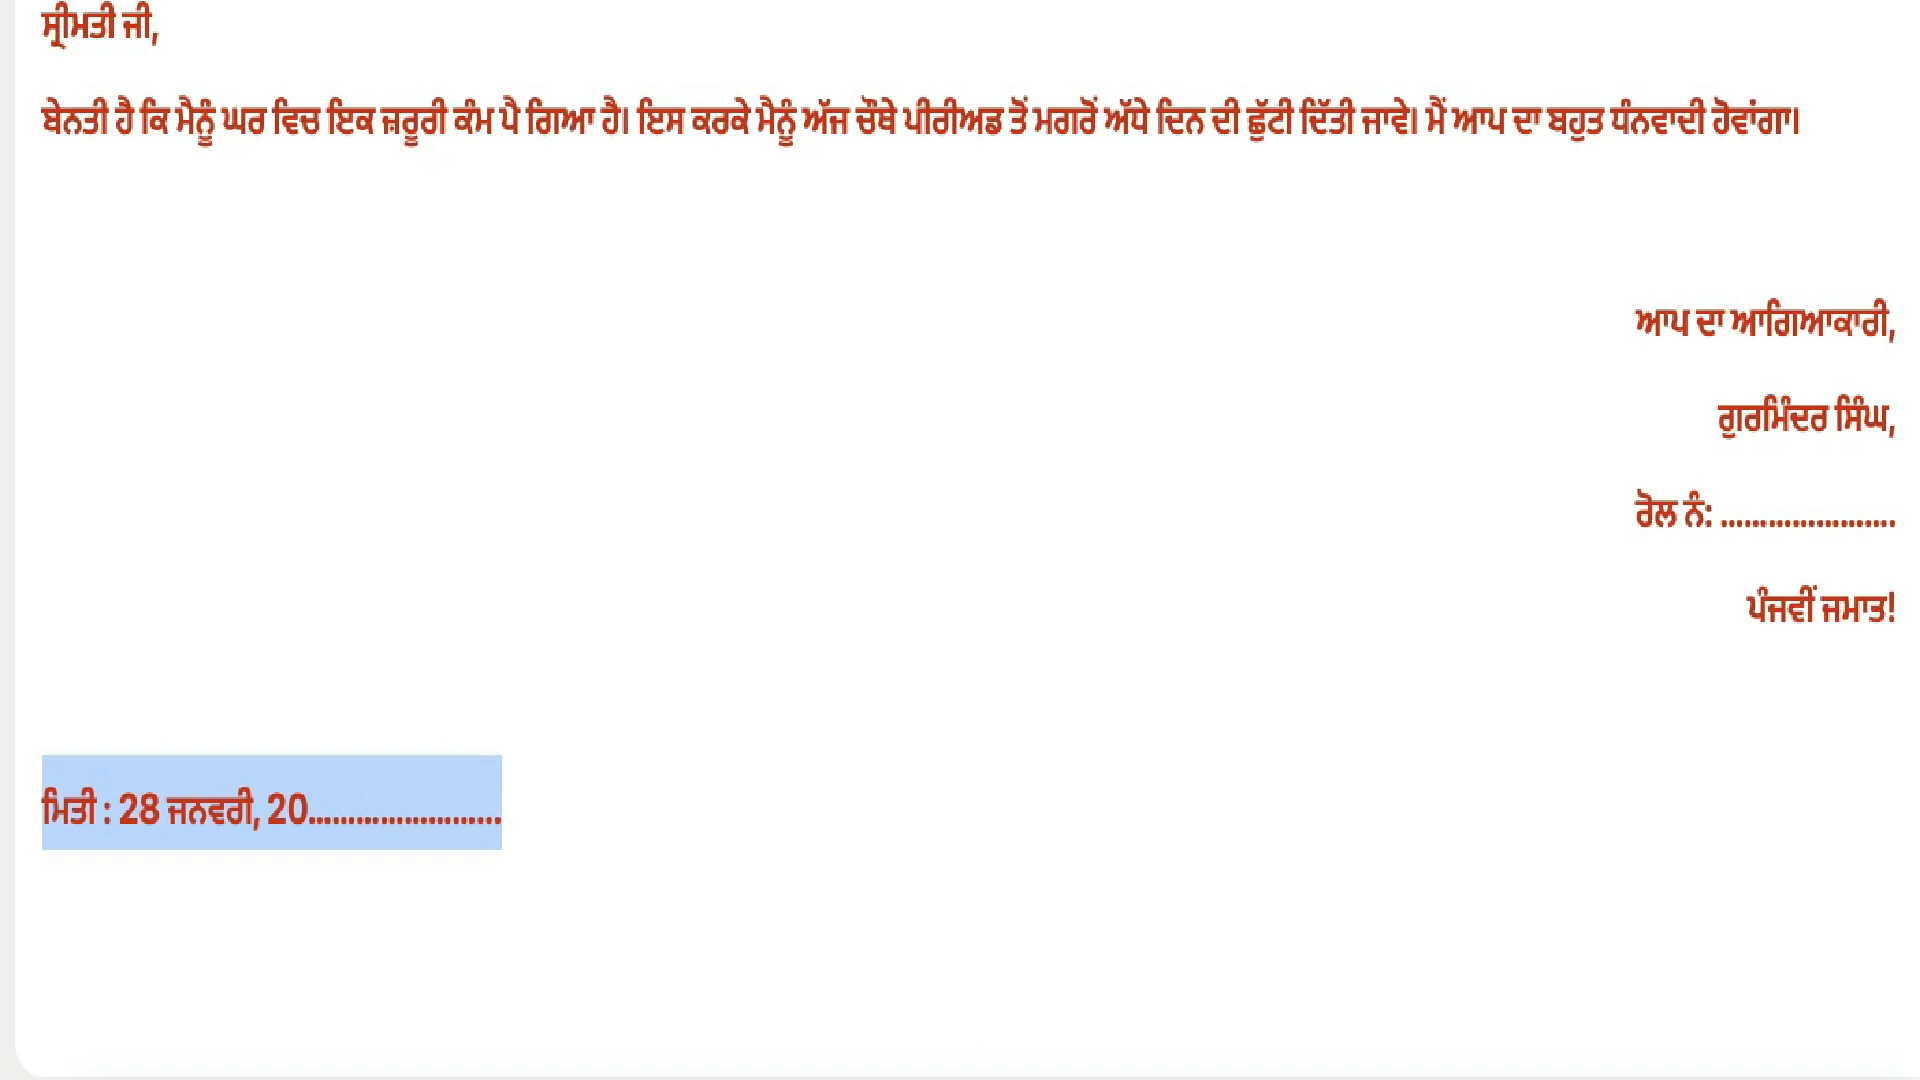 ਸ੍ਰੀਮਤੀ ਜੀ,
ਬੇਨਤੀ ਹੈ ਕਿ ਮੈਨੂੰ ਘਰ ਵਿਚ ਇਕ ਜ਼ਰੂਰੀ ਕੰਮ ਪੈ ਗਿਆ ਹੈ। ਇਸ ਕਰਕੇ ਮੈਨੂੰ ਅੱਜ ਚੌਥੇ ਪੀਰੀਅਡ ਤੋਂ ਮਗਰੋਂ ਅੱਧੇ ਦਿਨ ਦੀ ਛੁੱਟੀ ਦਿੱਤੀ ਜਾਵੇ। ਮੈਂ ਆਪ ਦਾ ਬਹੁਤ ਧੰਨਵਾਦੀ ਹੋਵਾਂਗਾ।
ਆਪ ਦਾ ਆਗਿਆਕਾਰੀ,
ਗੁਰਮਿੰਦਰ ਸਿੰਘ,
ਰੋਲ ਨੰ: ......................
ਪੰਜਵੀਂ ਜਮਾਤ!
ਮਿਤੀ : 28 ਜਨਵਰੀ, 20........................